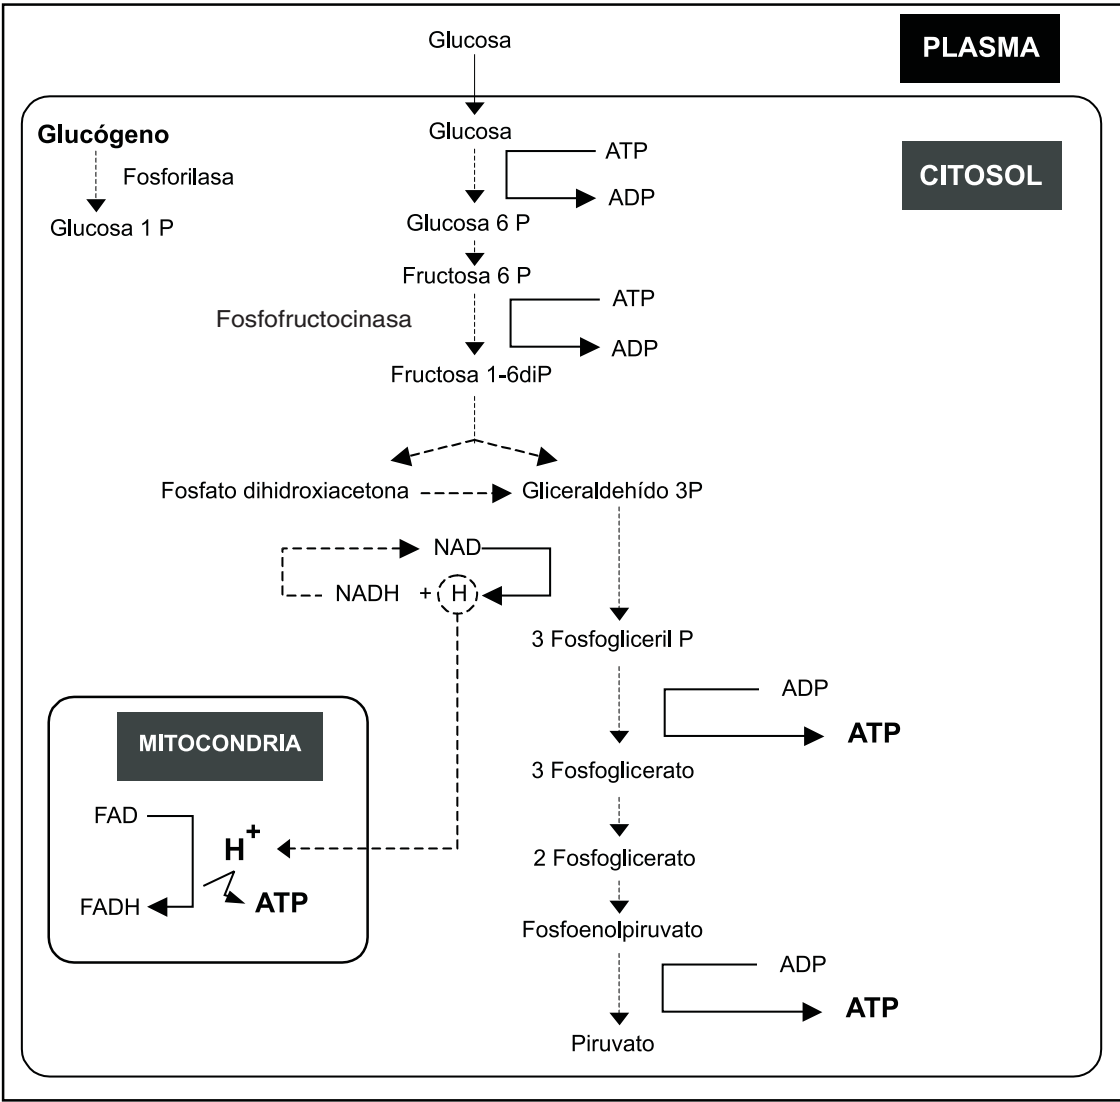 Glucosa
PLASMA
Glucógeno
Glucosa
ATP
CITOSOL
Fosforilasa
ADP
Glucosa 1 P
Glucosa 6 P
Fructosa 6 P
ATP
Fosfofructocinasa
ADP
Fructosa 1-6diP
Fosfato dihidroxiacetona
Gliceraldehído 3P
NAD
NADH + H
3 Fosfogliceril P
ADP
ATP
MITOCONDRIA
3 Fosfoglicerato
FAD
H+
2 Fosfoglicerato
FADH
ATP
Fosfoenolpiruvato
ADP
ATP
Piruvato